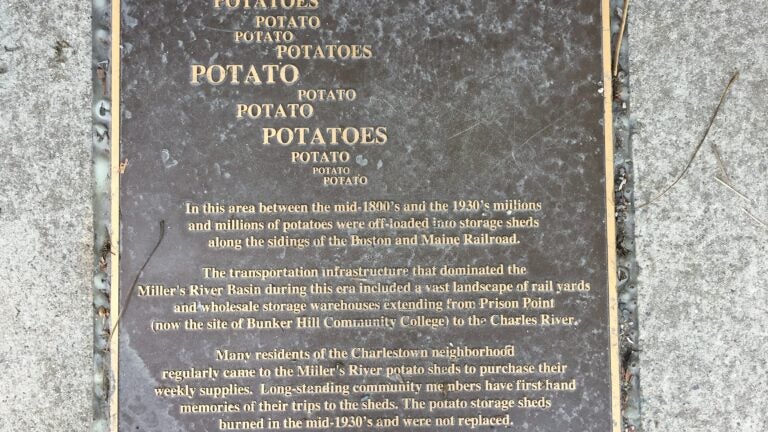 POTATOES
POTATO
POTATO
POTATOES
POTATO
POTATO
POTATO
POTATOES
POTATO
POTATO
POTATO
In this area between the mid-1800's and the 1930's millions
and millions of potatoes were off-loaded into storage sheds
along the sidings of the Boston and Maine Railroad.
The transportation infrastructure that dominated the
Miller's River Basin during this era included a vast landscape of rail yards
and wholesale storage warehouses extending from Prison Point
(now the site of Bunker Hill Community College) to the Charles River.
Many residents of the Charlestown neighborhood
regularly came to the Miller's River potato sheds to purchase their
weekly supplies. Long-standing community me nbers have first hand
memories of their trips to the sheds. The potato storage sheds
burned in the mid-1930's and were not replaced.